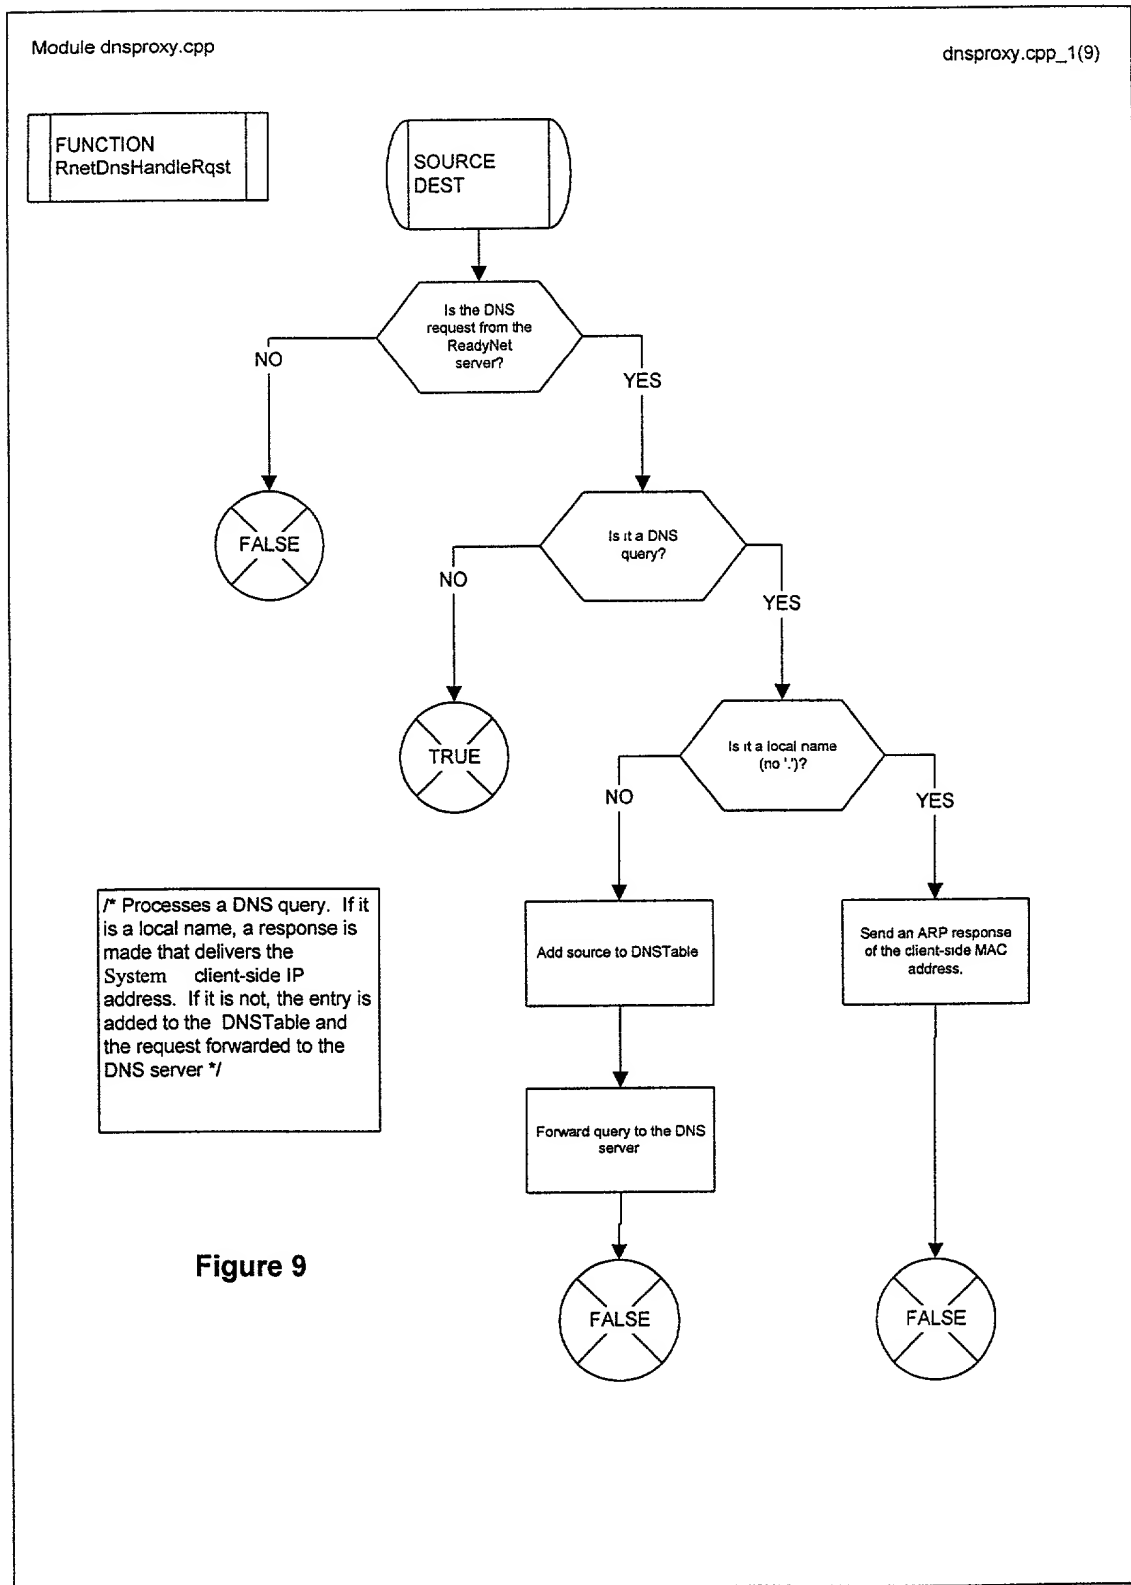 Module dnsproxy.cpp
dnsproxy.cpp_1(9)
FUNCTION
RnetDnsHandleRqst
SOURCE
DEST
Is the DNS
request from the
ReadyNet
server?
NO
YES
FALSE
Is it a DNS
query?
NO
YES
TRUE
Is it a local name
(no '.')?
NO
YES
/* Processes a DNS query. If it
is a local name, a response is
made that delivers the
System client-side IP
address. If it is not, the entry is
added to the DNSTable and
the request forwarded to the
DNS server */
Add source to DNSTable
Send an ARP response
of the client-side MAC
address.
Forward query to the DNS
server
Figure 9
FALSE
FALSE